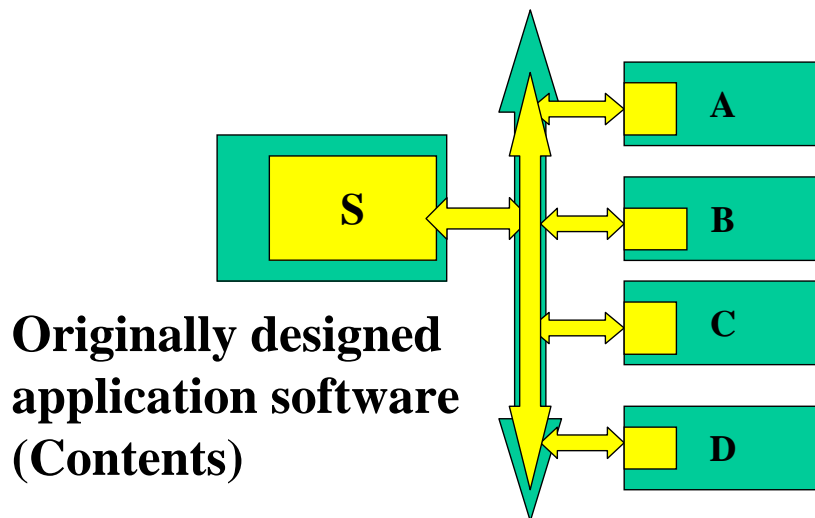 A
S
B
C
D
Originally designed
application software
(Contents)